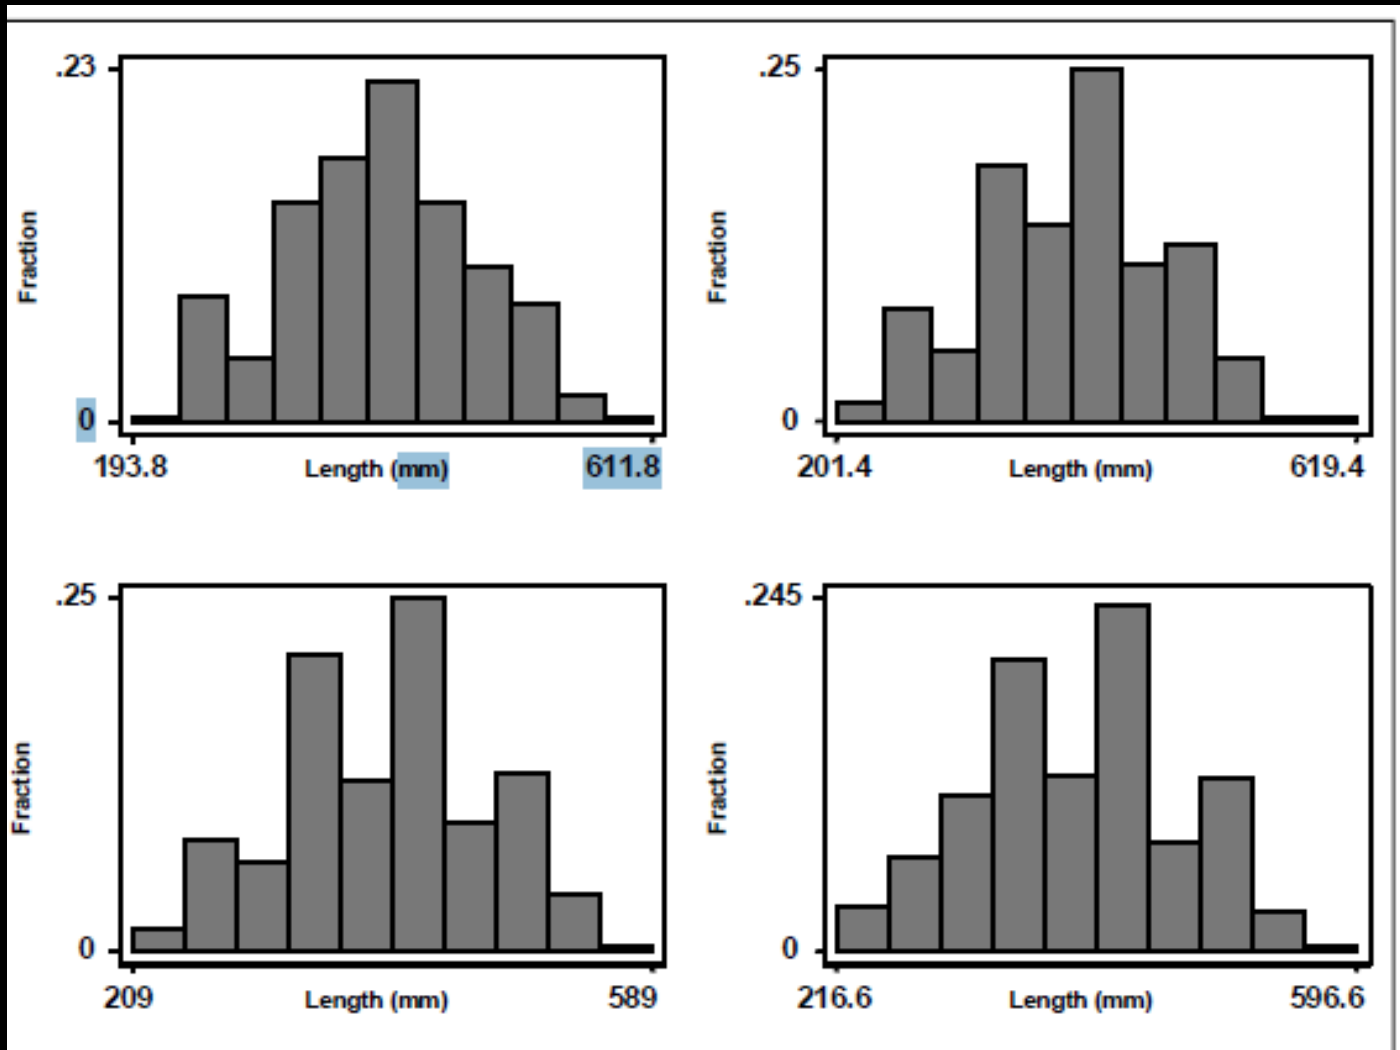 .23
Fraction
0
193.8 Length (mm) 611.8
.25
Fraction
0
201.4 Length (mm) 619.4
.25
Fraction
0
209 Length (mm) 589
.245
Fraction
0
216.6 Length (mm) 596.6